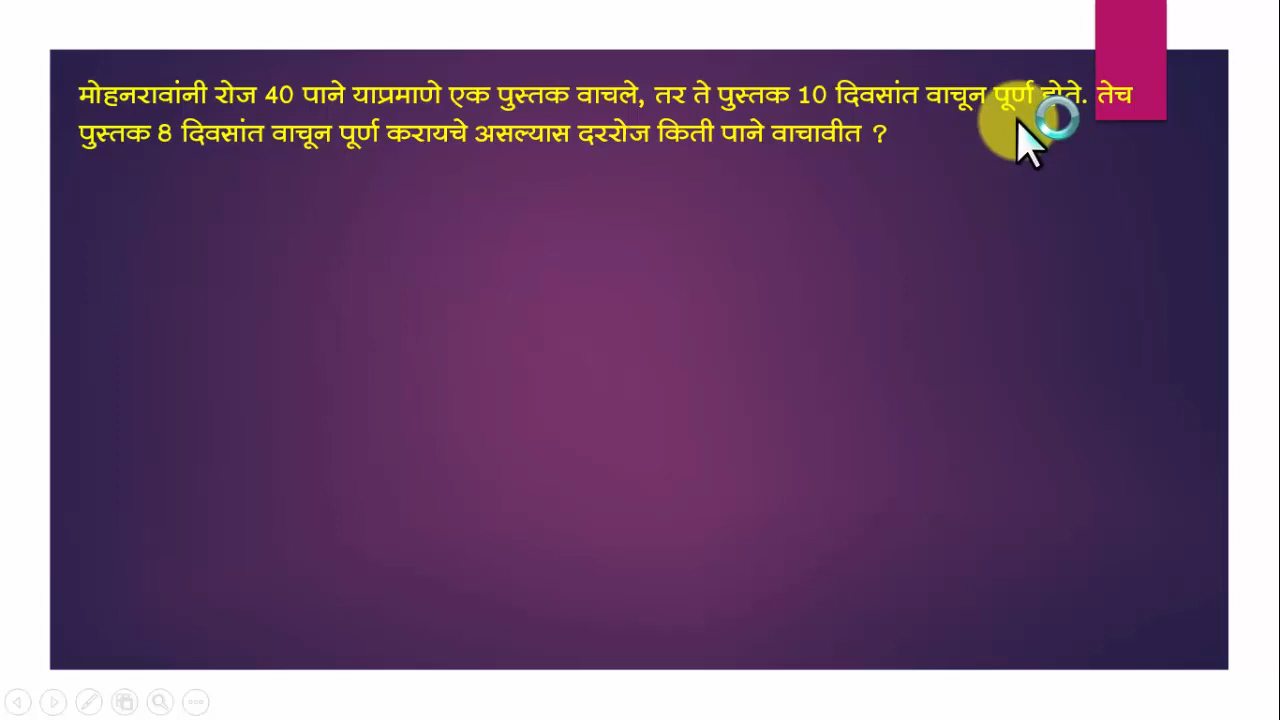 मोहनरावांनी रोज 40 पाने याप्रमाणे एक पुस्तक वाचले, तर ते पुस्तक 10 दिवसांत वाचून पूर्ण होते. तेच
पुस्तक 8 दिवसांत वाचून पूर्ण करायचे असल्यास दररोज किती पाने वाचावीत ?